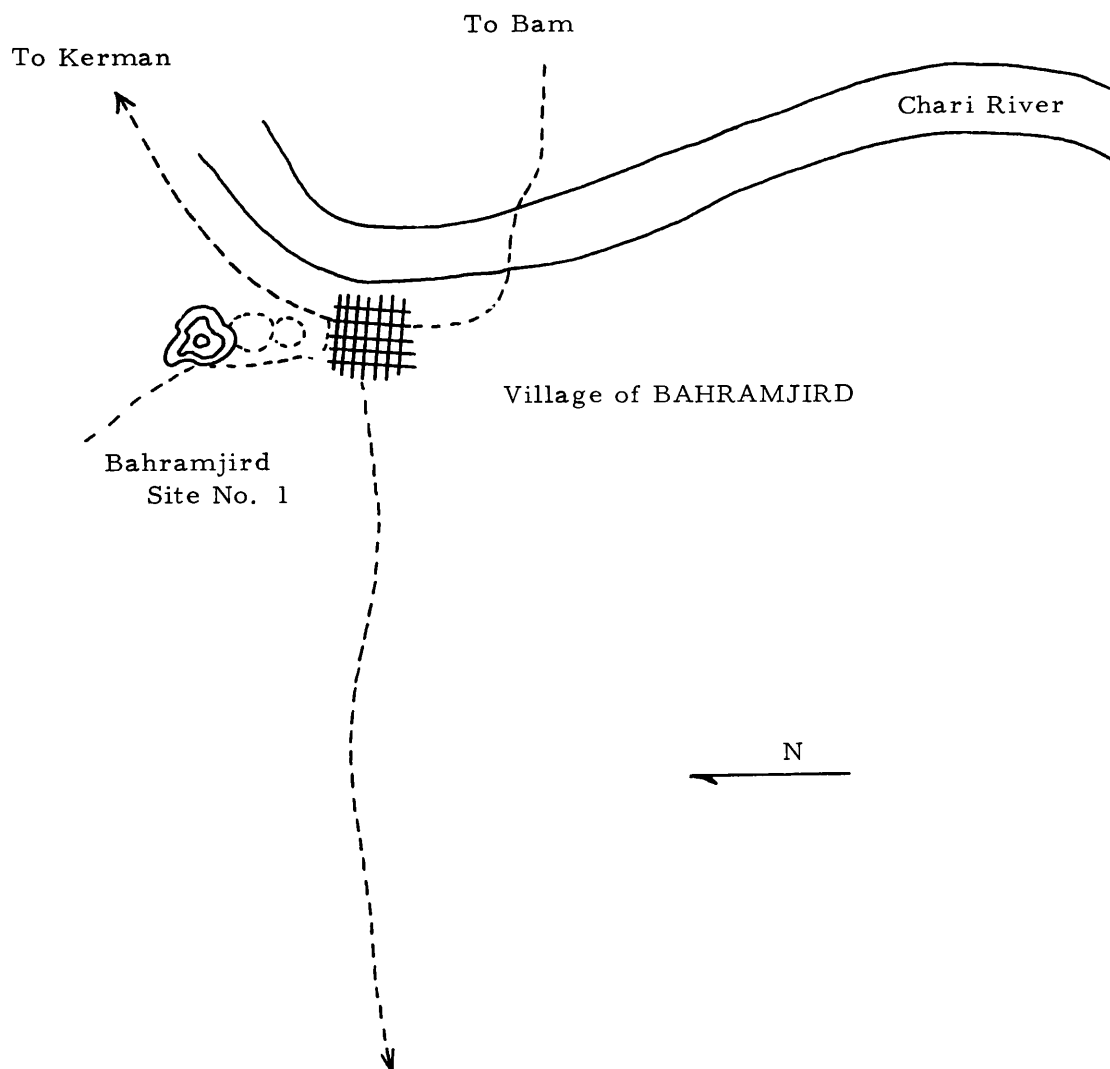 To Bam
To Kerman
Chari River
Village of BAHRAMJIRD
Bahramjird
Site No. 1
N